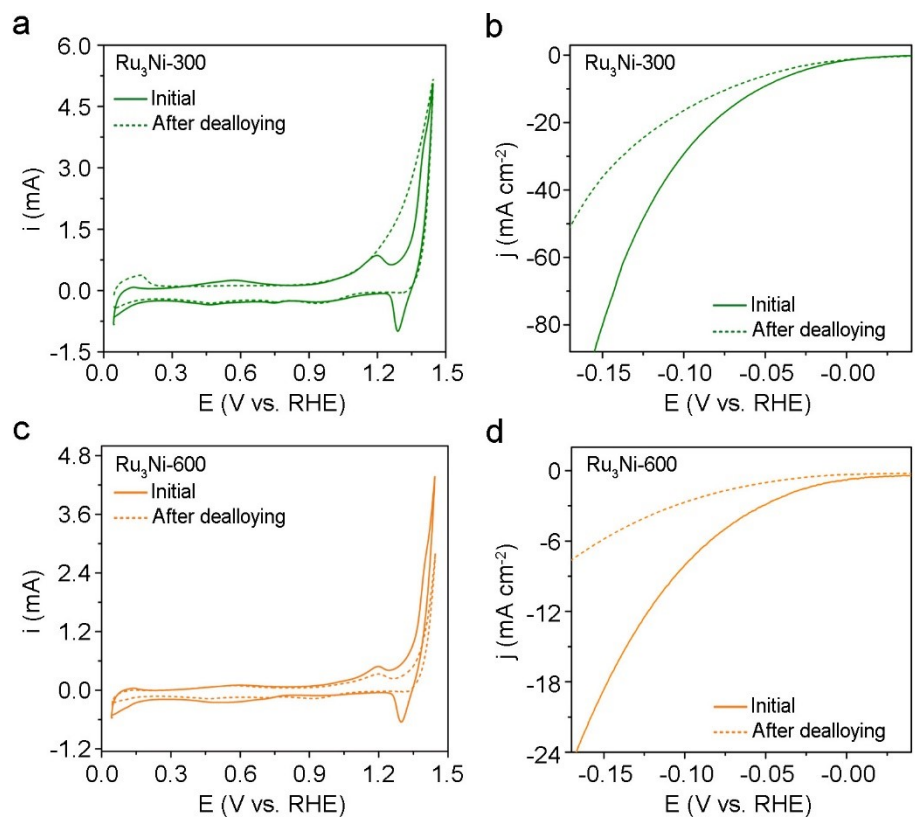 a
Ru₃Ni-300
Initial
After dealloying
6.0
4.5
3.0
1.5
0.0
-1.5
i (mA)
0.0 0.3 0.6 0.9 1.2 1.5
E (V vs. RHE)
b
Ru₃Ni-300
0
-20
-40
-60
-80
j (mA cm⁻²)
Initial
After dealloying
-0.15 -0.10 -0.05 -0.00
E (V vs. RHE)
c
Ru₃Ni-600
Initial
After dealloying
4.8
3.6
2.4
1.2
0.0
-1.2
i (mA)
0.0 0.3 0.6 0.9 1.2 1.5
E (V vs. RHE)
d
Ru₃Ni-600
0
-6
-12
-18
-24
j (mA cm⁻²)
Initial
After dealloying
-0.15 -0.10 -0.05 -0.00
E (V vs. RHE)